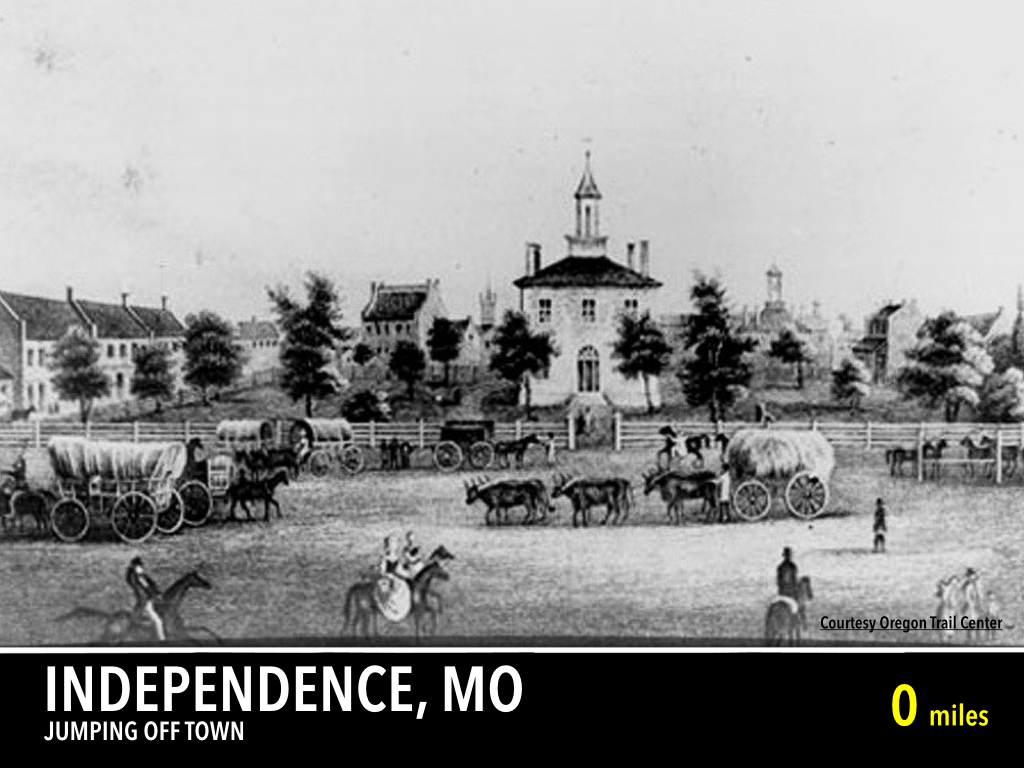 Courtesy Oregon Trail Center
INDEPENDENCE, MO
JUMPING OFF TOWN
0 miles